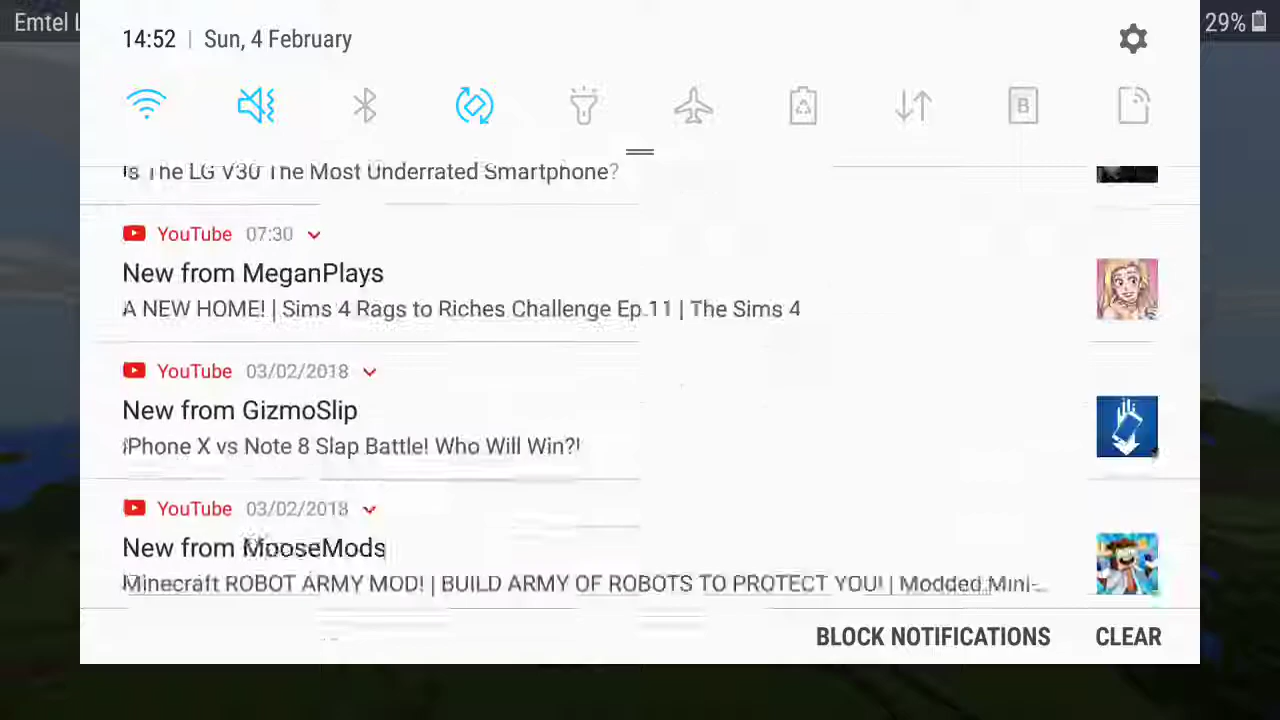 Emtel L
29%
14:52 | Sun, 4 February
B
Is The LG V30 The Most Underrated Smartphone?
YouTube 07:30
New from MeganPlays
A NEW HOME! | Sims 4 Rags to Riches Challenge Ep 11 | The Sims 4
YouTube 03/02/2018
New from GizmoSlip
iPhone X vs Note 8 Slap Battle! Who Will Win?!
YouTube 03/02/2018
New from MooseMods
Minecraft ROBOT ARMY MOD! | BUILD ARMY OF ROBOTS TO PROTECT YOU! | Modded Mini-
BLOCK NOTIFICATIONS CLEAR